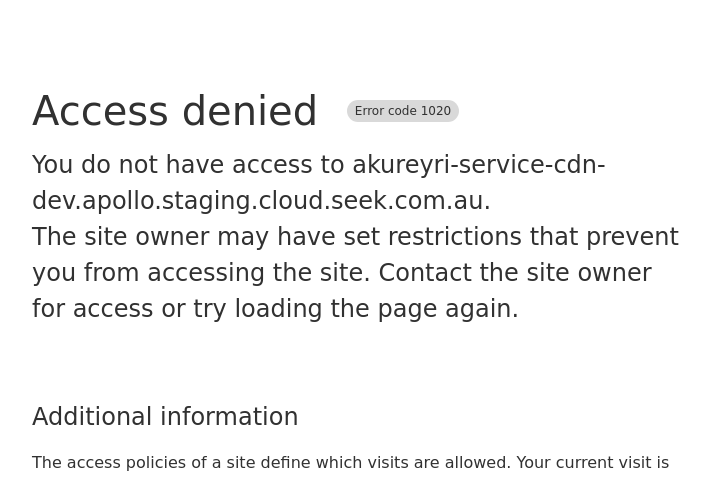 Access denied Error code 1020
You do not have access to akureyri-service-cdn-
dev.apollo.staging.cloud.seek.com.au.
The site owner may have set restrictions that prevent
you from accessing the site. Contact the site owner
for access or try loading the page again.
Additional information
The access policies of a site define which visits are allowed. Your current visit is